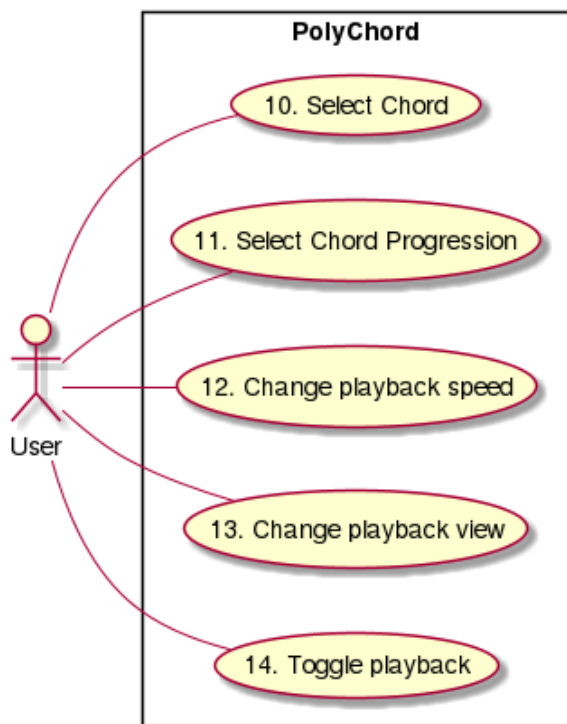 PolyChord
10. Select Chord
11. Select Chord Progression
12. Change playback speed
User
13. Change playback view
14. Toggle playback